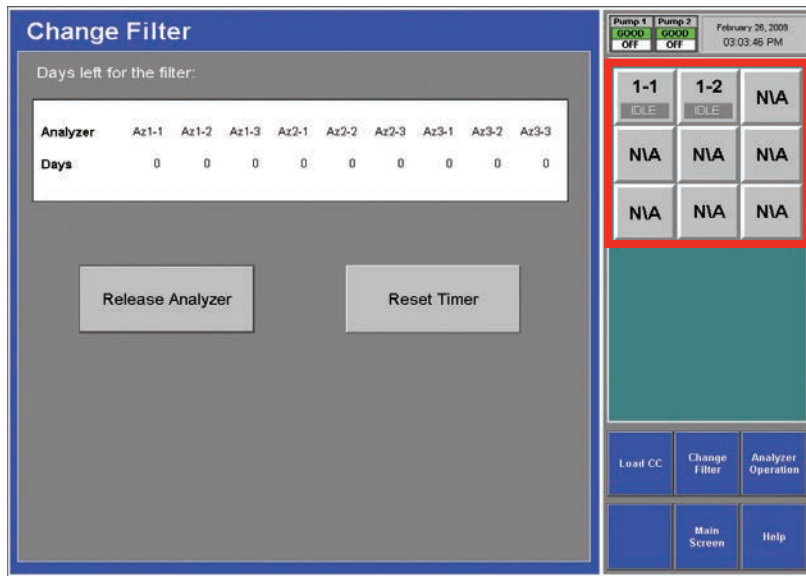 Change Filter
Days left for the filter:
Analyzer Az1-1 Az1-2 Az1-3 Az2-1 Az2-2 Az2-3 Az3-1 Az3-2 Az3-3
Days 0 0 0 0 0 0 0 0 0
Release Analyzer
Reset Timer
Pump 1 Pump 2
GOOD GOOD
OFF OFF
February 26, 2009
03:03:46 PM
1-1 1-2 N\A
IDLE IDLE
N\A N\A N\A
N\A N\A N\A
Load CC
Change
Filter
Analyzer
Operation
Main
Screen
Help